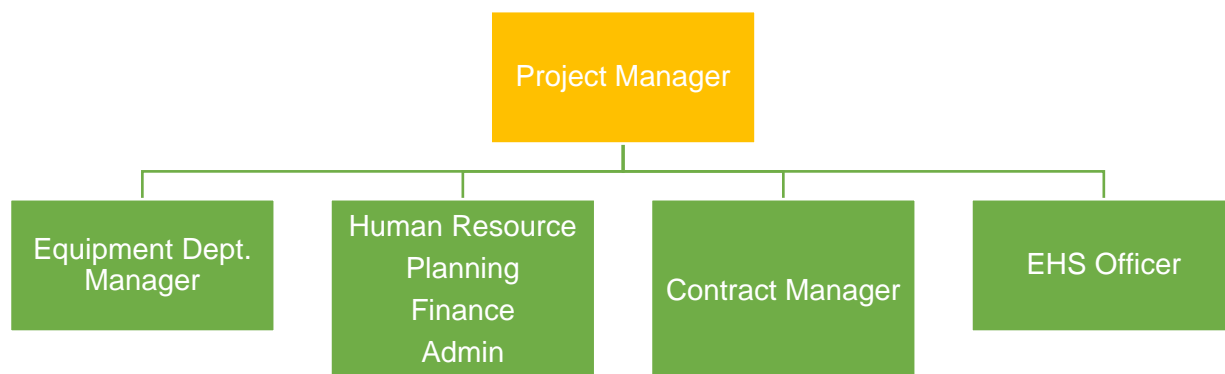 Project Manager
Equipment Dept.
Manager
Human Resource
Planning
Finance
Admin
Contract Manager
EHS Officer